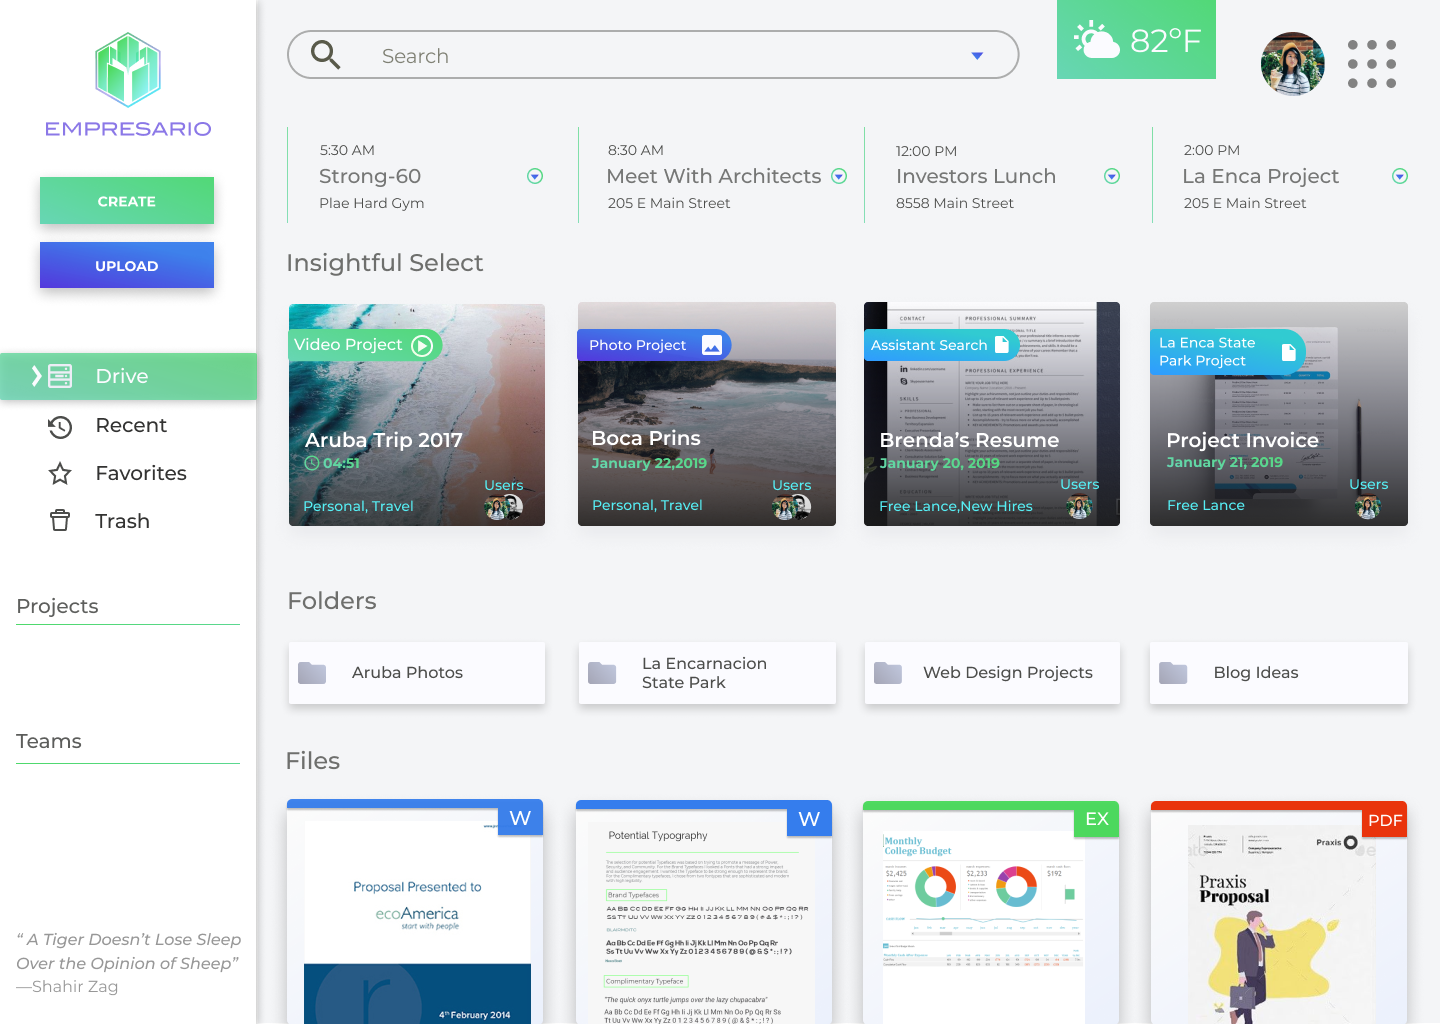 EMPRESARIO
CREATE
UPLOAD
Drive
Recent
Favorites
Trash
Projects
Teams
“ A Tiger Doesn’t Lose Sleep
Over the Opinion of Sheep”
—Shahir Zag
Search
82°F
5:30 AM
Strong-60
Plae Hard Gym
8:30 AM
Meet With Architects
205 E Main Street
12:00 PM
Investors Lunch
8558 Main Street
2:00 PM
La Enca Project
205 E Main Street
Insightful Select
Video Project
Aruba Trip 2017
04:51
Users
Personal, Travel
Photo Project
Boca Prins
January 22,2019
Users
Personal, Travel
CONTACT
PROFESSIONAL SUMMARY
Assistant Search
PROFESSIONAL EXPERIENCE
SKILLS
Brenda’s Resume
January 20, 2019
EDUCATION
Users
Free Lance,New Hires
La Enca State
Park Project
Project Invoice
January 21, 2019
Users
Free Lance
Folders
Aruba Photos
La Encarnacion
State Park
Web Design Projects
Blog Ideas
Files
W
Proposal Presented to
ecoAmerica
start with people
4th February 2014
W
Potential Typography
Brand Typefaces
Aa Bb Cc Dd Ee Ff Gg Hh Ii Jj Kk Ll Mm Nn Oo Pp Qq Rr
Ss Tt Uu Vv Ww Xx Yy Zz 0 1 2 3 4 5 6 7 8 9 ( & $ * : ; ! ? )
Aa Bb Cc Dd Ee Ff Gg Hh Ii Jj Kk Ll Mm Nn Oo Pp Qq Rr
Ss Tt Uu Vv Ww Xx Yy Zz 0 1 2 3 4 5 6 7 8 9 ( @ & $ * : , ! ? )
Complimentary Typeface
"The quick onyx turtle jumps over the lazy chupacabra"
Aa Bb Cc Dd Ee Ff Gg Hh Ii Jj Kk Ll Mm Nn Oo Pp Qq Rr Ss
Tt Uu Vv Ww Xx Yy Zz 0 1 2 3 4 5 6 7 8 9 ( @ & $ * : ; ! ? )
EX
Monthly
College Budget
$2,425
$2,233
$192
PDF
Praxis
Praxis
Proposal